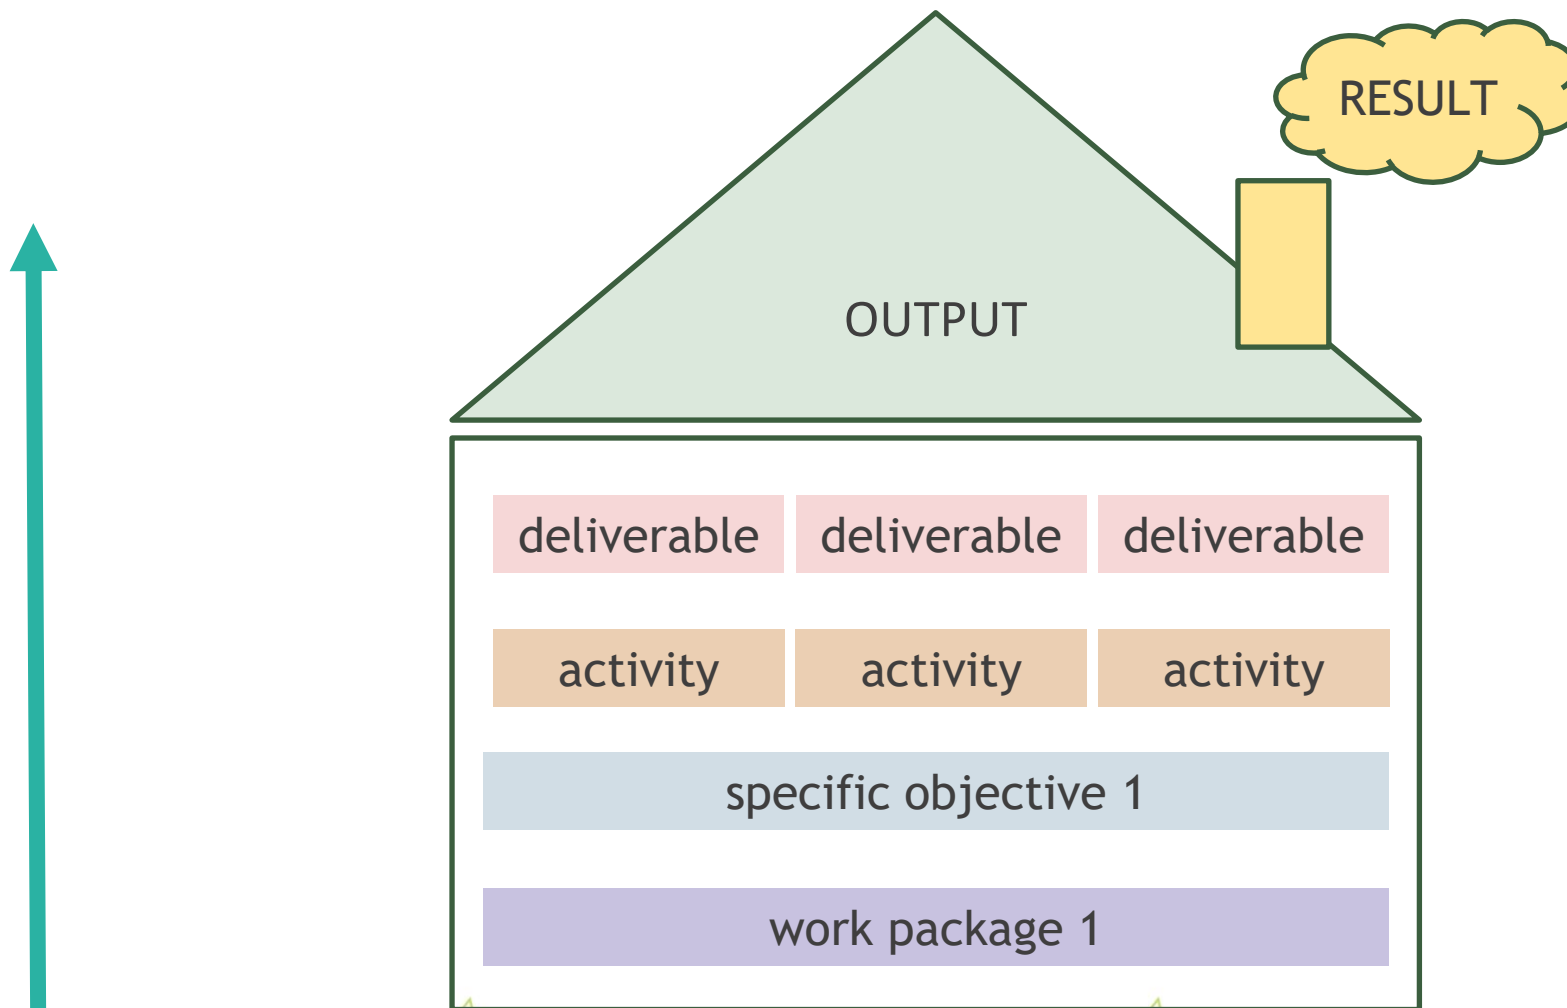 RESULT
OUTPUT
deliverable deliverable deliverable
activity activity activity
specific objective 1
work package 1